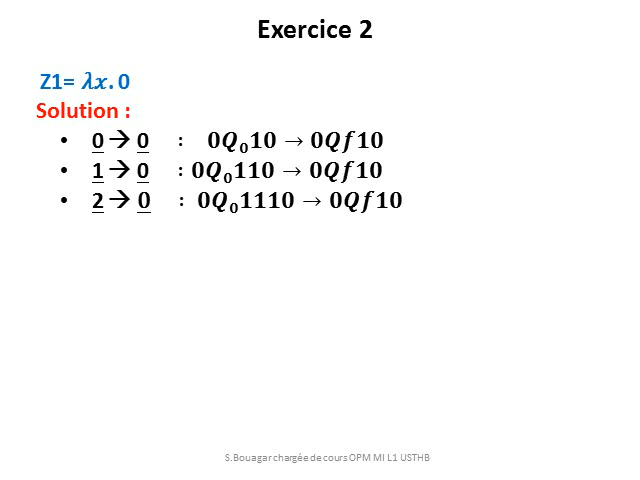 Exercice 2
Z1= λx.0
Solution :
• 0 → 0 : 0Q₀10 → 0Qf10
• 1 → 0 : 0Q₀110 → 0Qf10
• 2 → 0 : 0Q₀1110 → 0Qf10
S.Bouagar chargée de cours OPM MI L1 USTHB